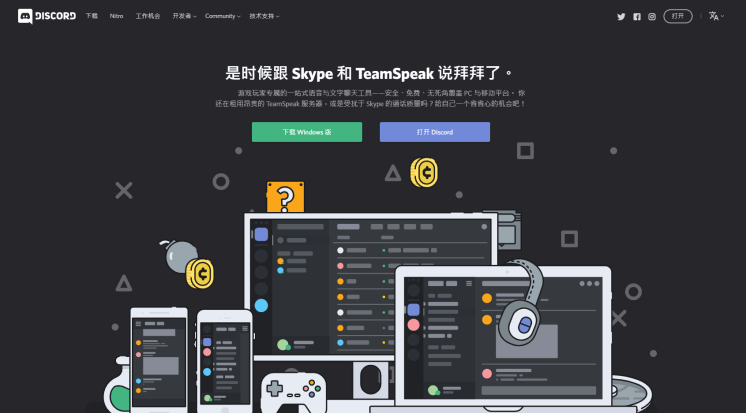 DISCORD 下载 Nitro 工作机会 开发者 Community 技术支持 打开
是时候跟 Skype 和 TeamSpeak 说拜拜了。
游戏玩家专属的一站式语音与文字聊天工具——安全、免费、无死角覆盖 PC 与移动平台。你
还在租用昂贵的 TeamSpeak 服务器，或是受扰于 Skype 的通话质量吗？給自己一个省省心的机会吧！
下载 Windows 版 打开 Discord
?